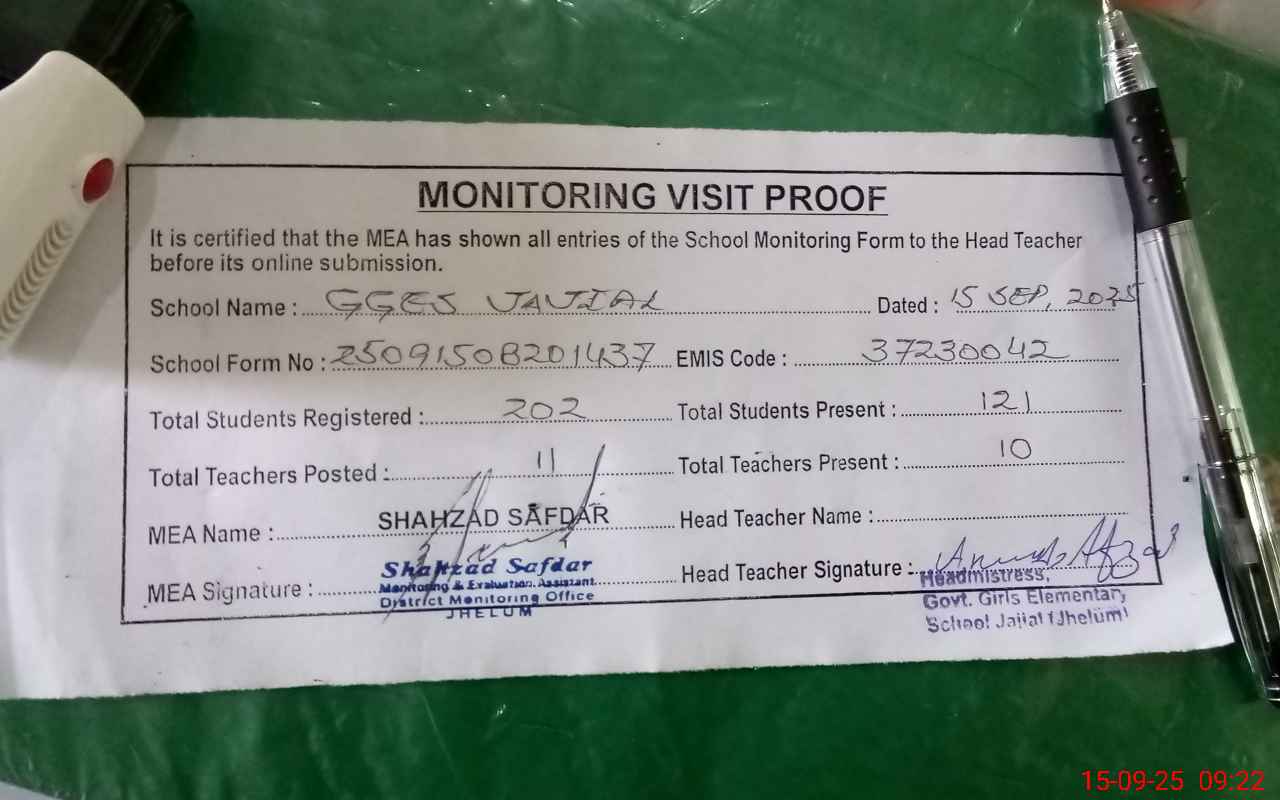 MONITORING VISIT PROOF
It is certified that the MEA has shown all entries of the School Monitoring Form to the Head Teacher
before its online submission.
School Name : GGES JAJIAL Dated : 15 SEP, 2025
School Form No : 25091508201437 EMIS Code : 37230042
Total Students Registered : 202 Total Students Present : 121
Total Teachers Posted : 11 Total Teachers Present : 10
MEA Name : SHAHZAD SAFDAR Head Teacher Name :
MEA Signature : Head Teacher Signature :
Shahzad Safdar
Monitoring & Evaluation Assistant
District Monitoring Office
JHELUM
Headmistress,
Govt. Girls Elementary
School Jajial (Jhelum)
15-09-25 09:22